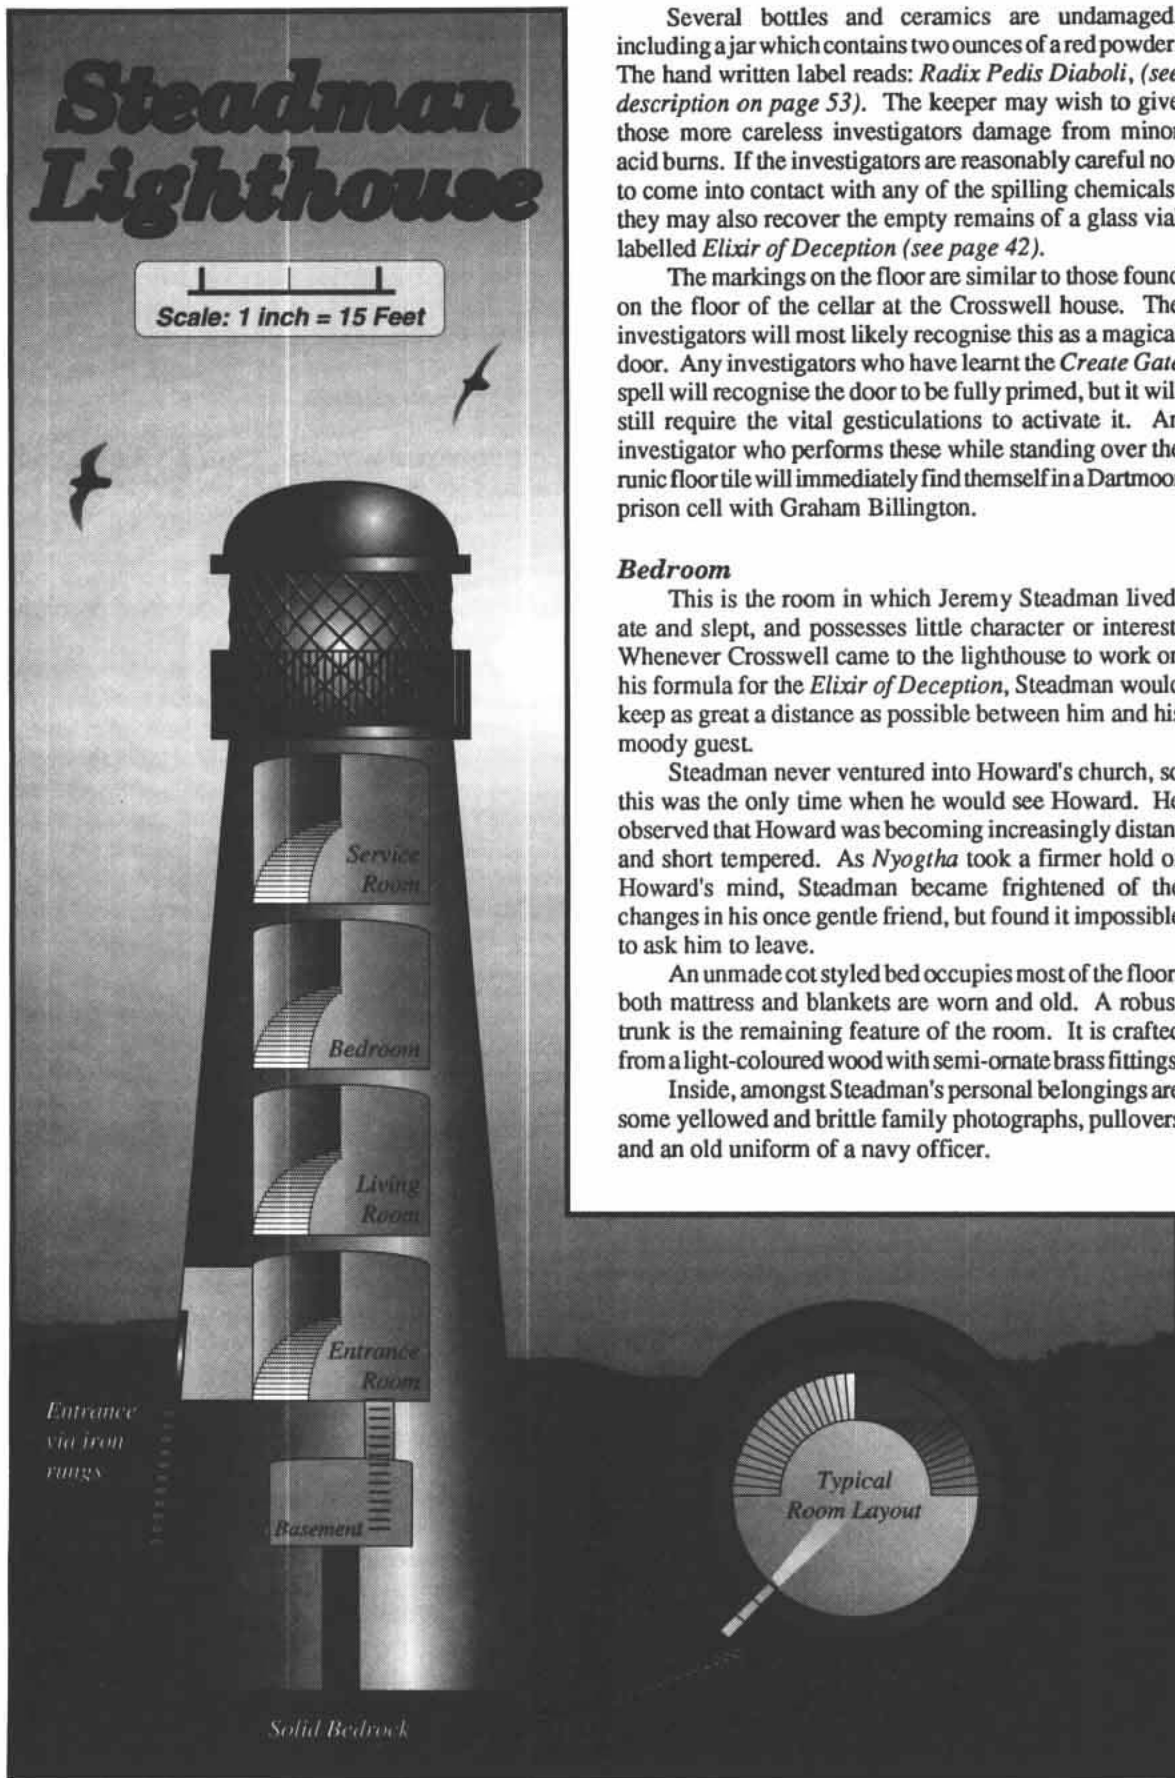 Steadman
Lighthouse
Scale: 1 inch = 15 Feet
Service
Room
Bedroom
Living
Room
Entrance
Room
Entrance
via iron
rungs
Basement
Solid Bedrock
Typical
Room Layout
Several bottles and ceramics are undamaged
including a jar which contains two ounces of a red powder
The hand written label reads: Radix Pedis Diaboli, (see
description on page 53). The keeper may wish to give
those more careless investigators damage from mino
acid burns. If the investigators are reasonably careful no
to come into contact with any of the spilling chemicals
they may also recover the empty remains of a glass via
labelled Elixir of Deception (see page 42).
The markings on the floor are similar to those found
on the floor of the cellar at the Crosswell house. The
investigators will most likely recognise this as a magica
door. Any investigators who have learnt the Create Gate
spell will recognise the door to be fully primed, but it wil
still require the vital gesticulations to activate it. An
investigator who performs these while standing over the
runic floor tile will immediately find themself in a Dartmoo
prison cell with Graham Billington.
Bedroom
This is the room in which Jeremy Steadman lived
ate and slept, and possesses little character or interest
Whenever Crosswell came to the lighthouse to work on
his formula for the Elixir of Deception, Steadman would
keep as great a distance as possible between him and his
moody guest.
Steadman never ventured into Howard's church, so
this was the only time when he would see Howard. He
observed that Howard was becoming increasingly distan
and short tempered. As Nyogtha took a firmer hold o
Howard's mind, Steadman became frightened of the
changes in his once gentle friend, but found it impossible
to ask him to leave.
An unmade cot styled bed occupies most of the floor
both mattress and blankets are worn and old. A robus
trunk is the remaining feature of the room. It is crafted
from a light-coloured wood with semi-ornate brass fittings
Inside, amongst Steadman's personal belongings are
some yellowed and brittle family photographs, pullovers
and an old uniform of a navy officer.